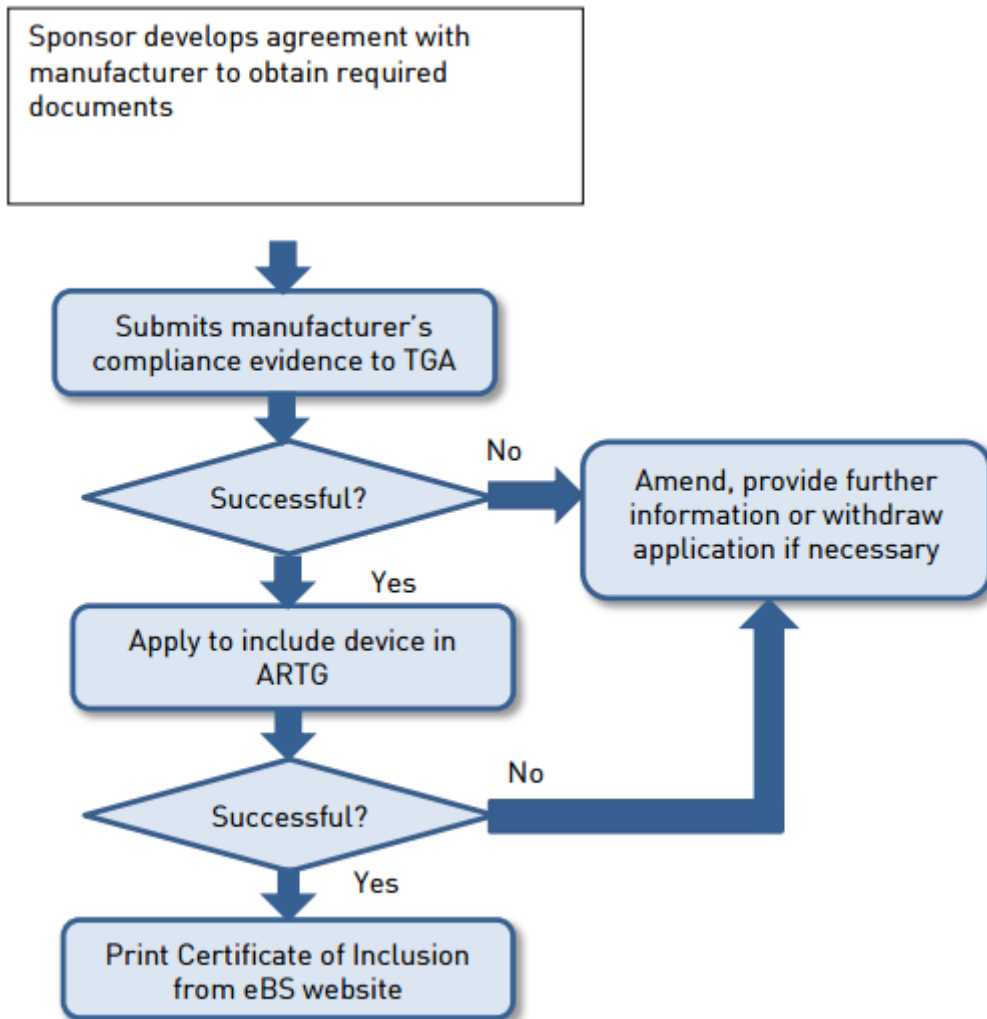 Sponsor develops agreement with
manufacturer to obtain required
documents
Submits manufacturer’s
compliance evidence to TGA
Successful?
No
Amend, provide further
information or withdraw
application if necessary
Yes
Apply to include device in
ARTG
Successful?
No
Yes
Print Certificate of Inclusion
from eBS website